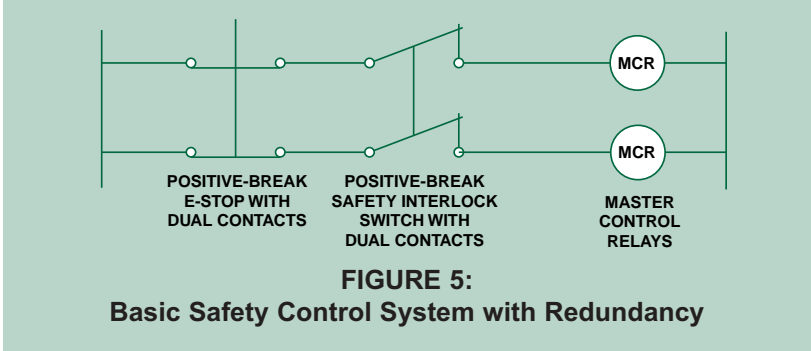 MCR
MCR
POSITIVE-BREAK
E-STOP WITH
DUAL CONTACTS
POSITIVE-BREAK
SAFETY INTERLOCK
SWITCH WITH
DUAL CONTACTS
MASTER
CONTROL
RELAYS
FIGURE 5:
Basic Safety Control System with Redundancy